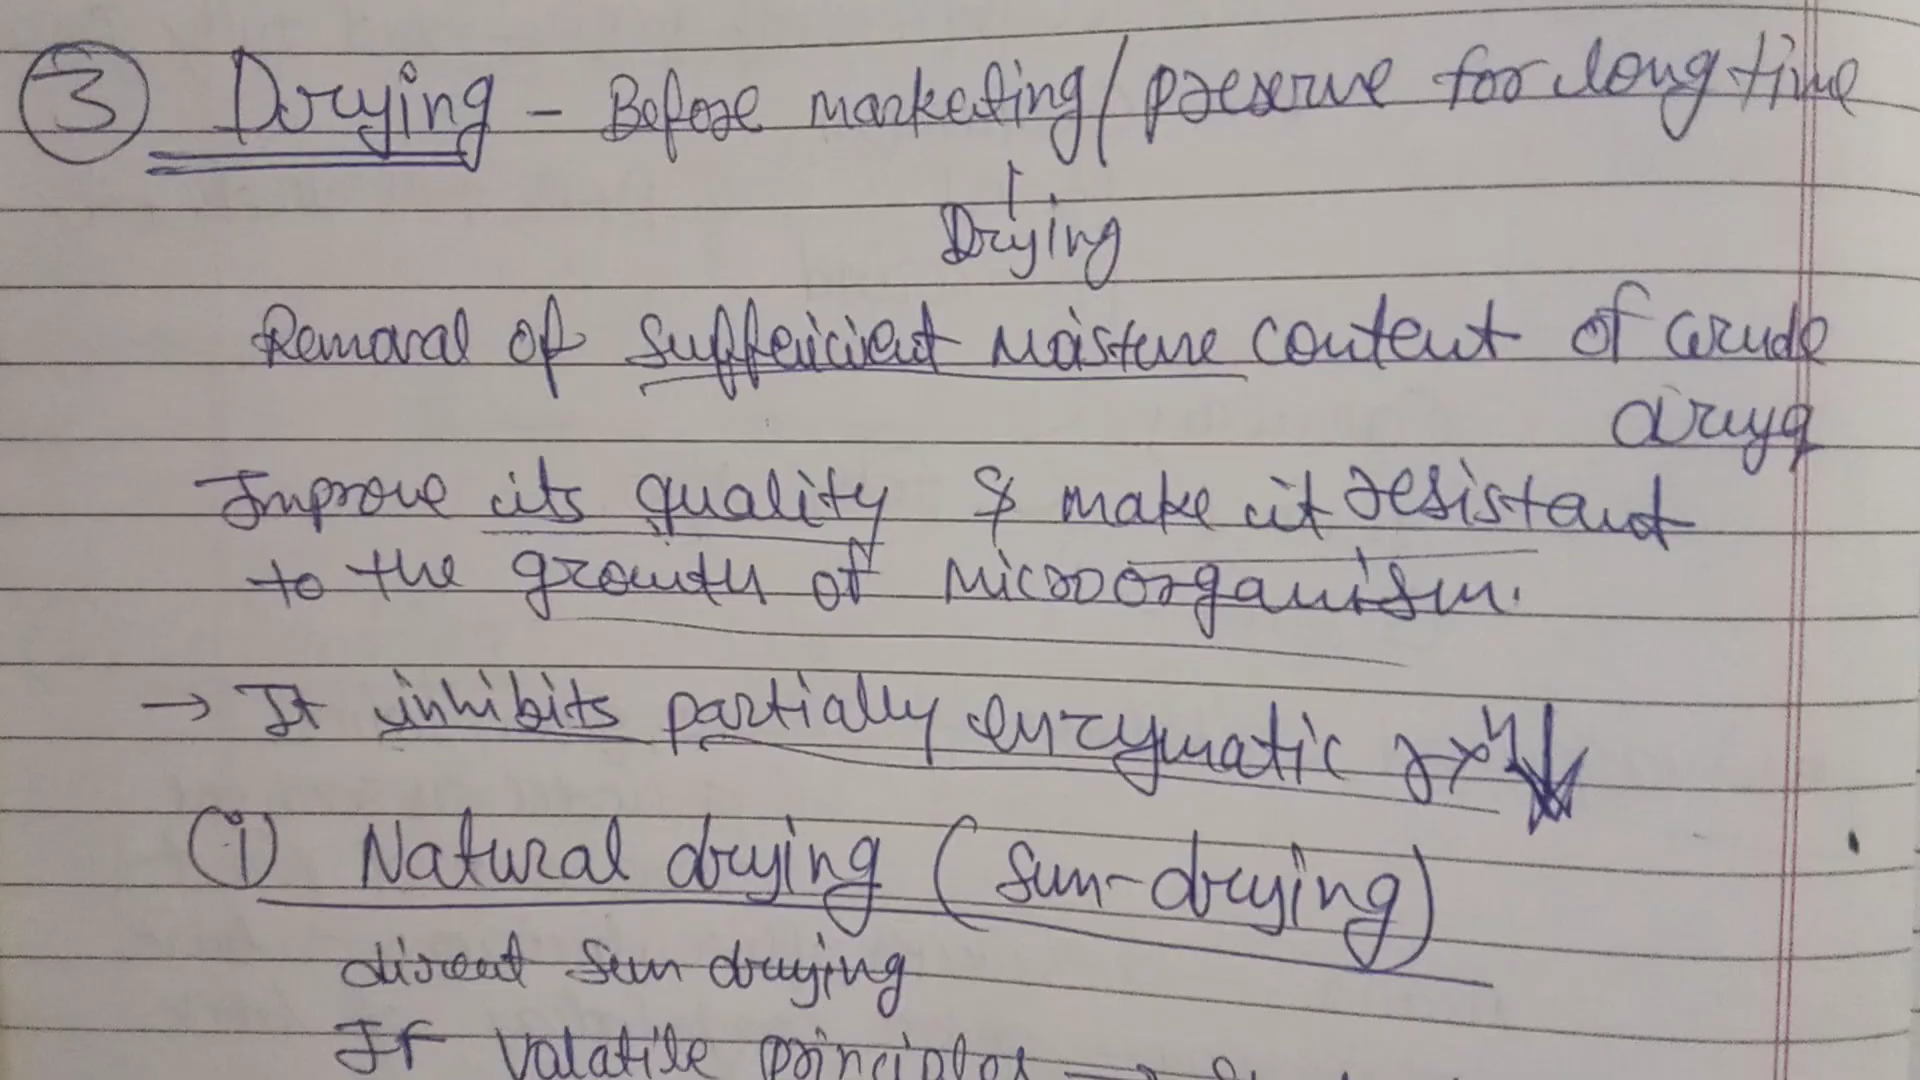 ③ Drying - Before marketing / preserve for long time
Drying
Removal of suffeicient moisture content of crude
drug
Improve its quality & make it resistant
to the growth of microorganism.
→ It inhibits partially enzymatic rxn ↓
(i) Natural drying (Sun-drying)
direct sun drying
If volatile principles →